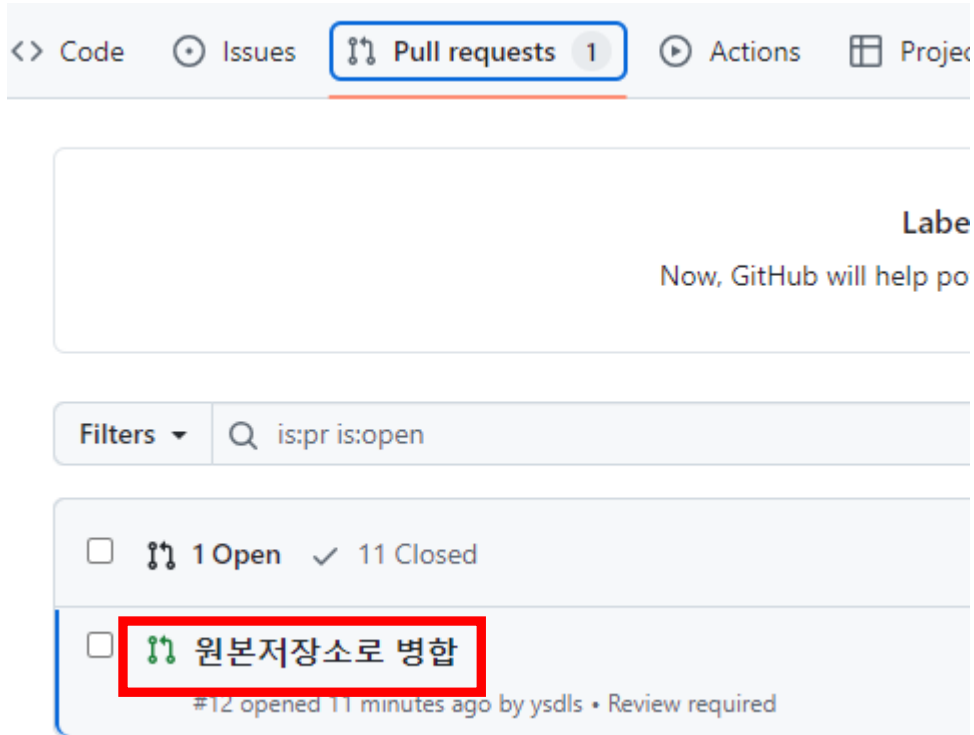 <> Code Issues Pull requests 1 Actions Projec
Labe
Now, GitHub will help po
Filters is:pr is:open
1 Open 11 Closed
원본저장소로 병합
#12 opened 11 minutes ago by ysdls • Review required